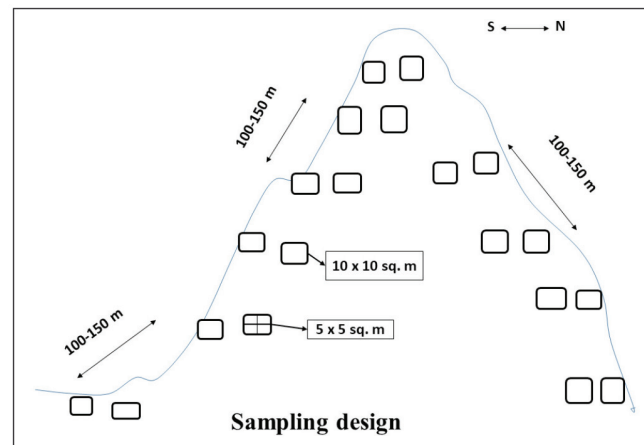 S N
100-150 m
100-150 m
10 x 10 sq. m
100-150 m
5 x 5 sq. m
Sampling design